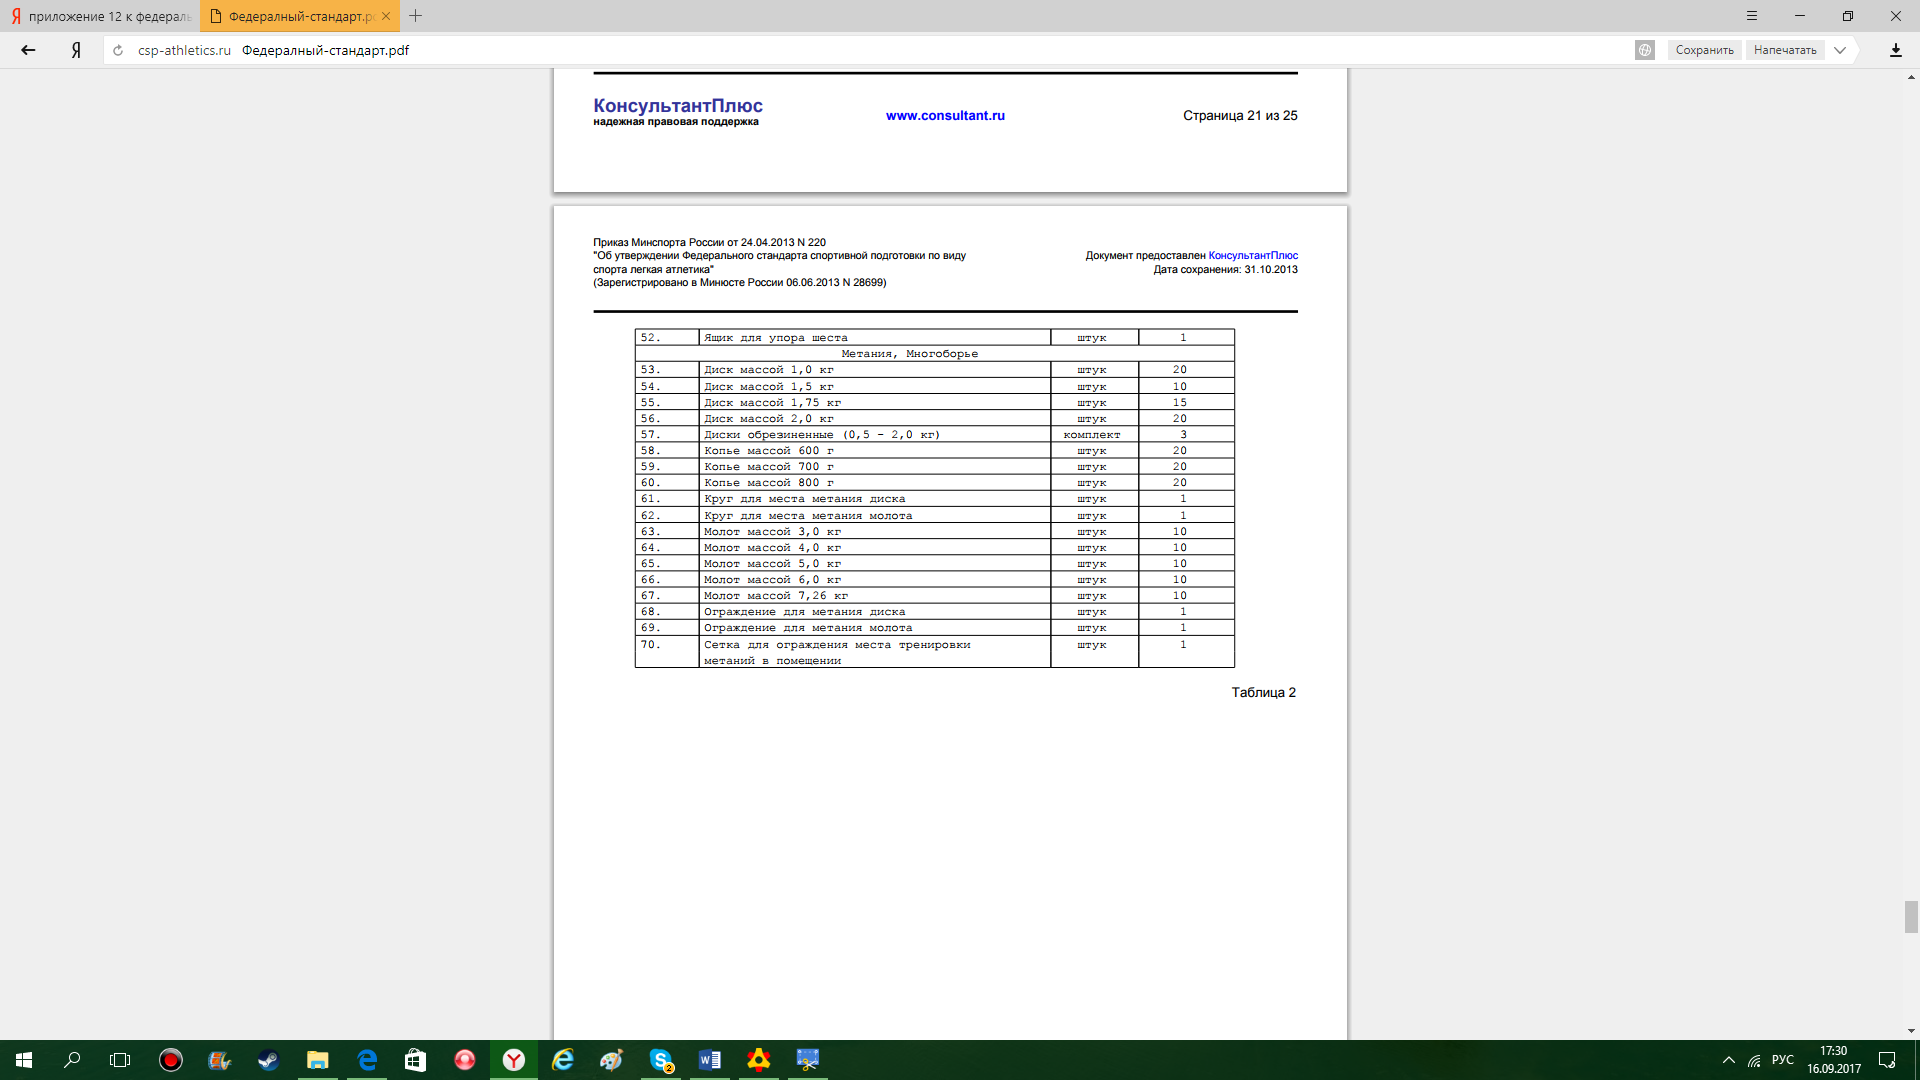 приложение 12 к федераль
Федералный-стандарт.pd
csp-athletics.ru Федералный-стандарт.pdf
Сохранить
Напечатать
КонсультантПлюс
надежная правовая поддержка
www.consultant.ru
Страница 21 из 25
Приказ Минспорта России от 24.04.2013 N 220
"Об утверждении Федерального стандарта спортивной подготовки по виду
спорта легкая атлетика"
(Зарегистрировано в Минюсте России 06.06.2013 N 28699)
Документ предоставлен КонсультантПлюс
Дата сохранения: 31.10.2013
52. Ящик для упора шеста штук 1
Метания, Многоборье
53. Диск массой 1,0 кг штук 20
54. Диск массой 1,5 кг штук 10
55. Диск массой 1,75 кг штук 15
56. Диск массой 2,0 кг штук 20
57. Диски обрезиненные (0,5 - 2,0 кг) комплект 3
58. Копье массой 600 г штук 20
59. Копье массой 700 г штук 20
60. Копье массой 800 г штук 20
61. Круг для места метания диска штук 1
62. Круг для места метания молота штук 1
63. Молот массой 3,0 кг штук 10
64. Молот массой 4,0 кг штук 10
65. Молот массой 5,0 кг штук 10
66. Молот массой 6,0 кг штук 10
67. Молот массой 7,26 кг штук 10
68. Ограждение для метания диска штук 1
69. Ограждение для метания молота штук 1
70. Сетка для ограждения места тренировки штук 1
метаний в помещении
Таблица 2
2
РУС
17:30
16.09.2017